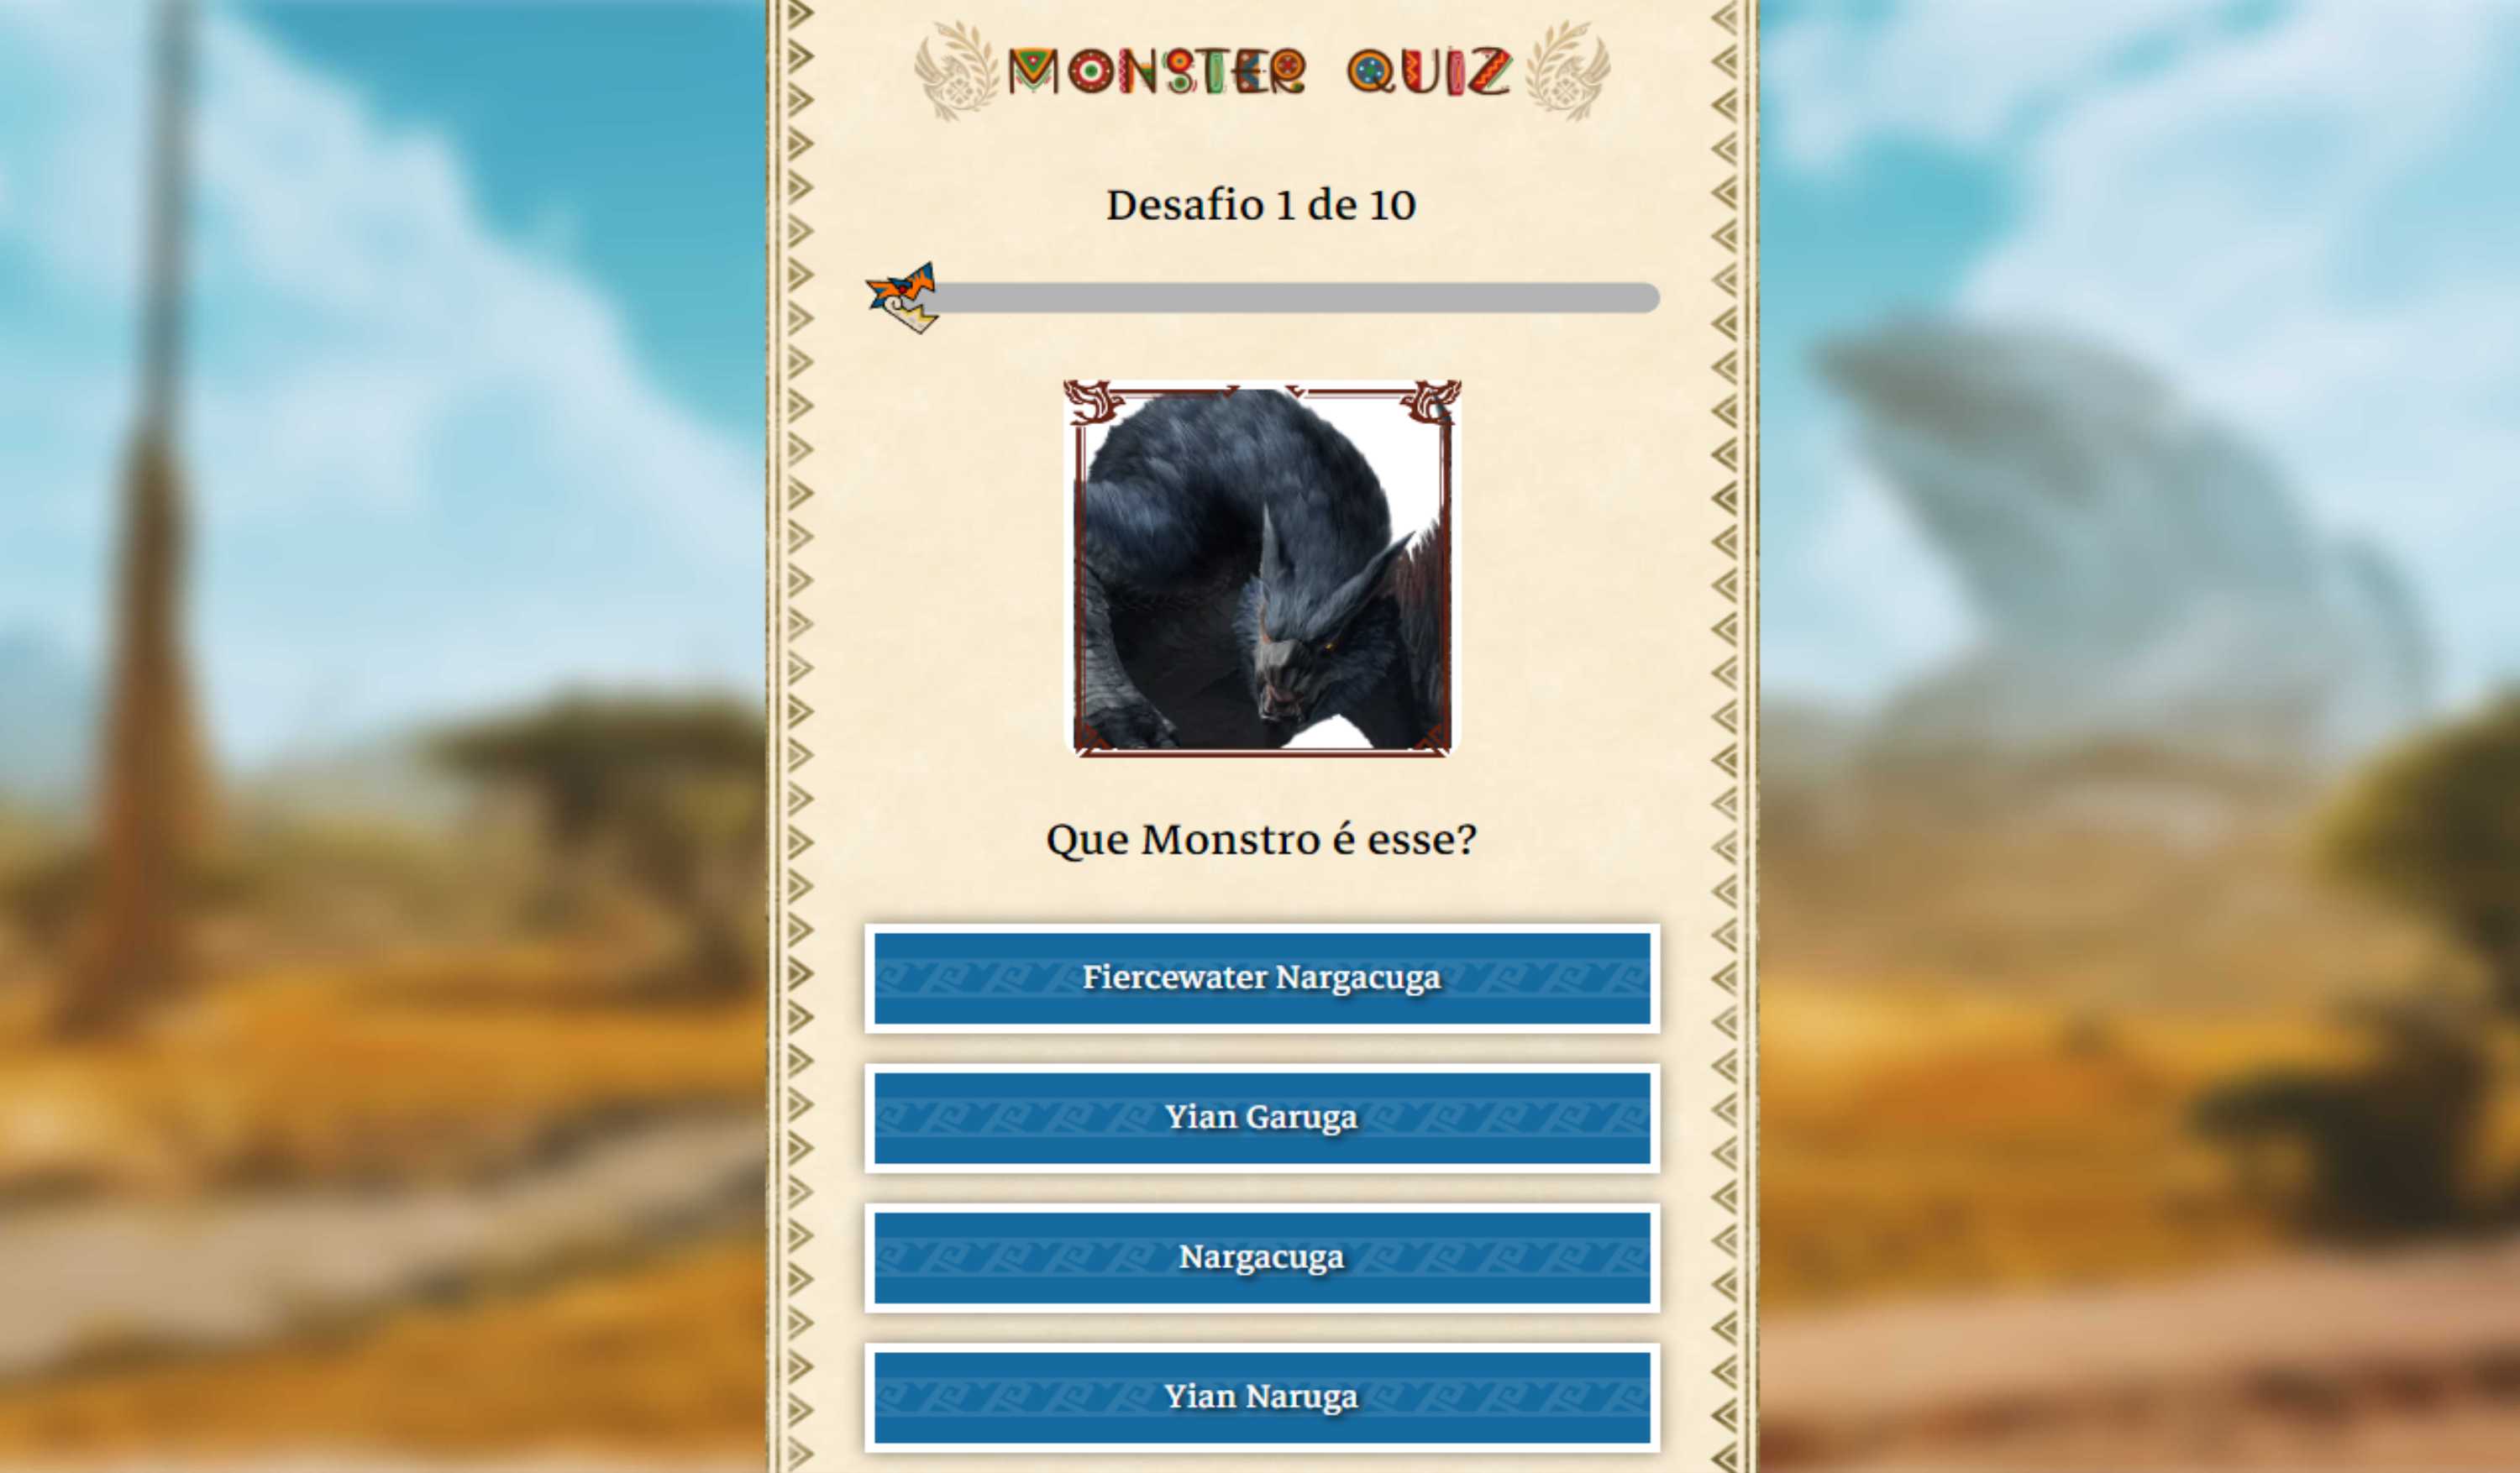 MONSTER QUIZ
Desafio 1 de 10
Que Monstro é esse?
Fiercewater Nargacuga
Yian Garuga
Nargacuga
Yian Naruga